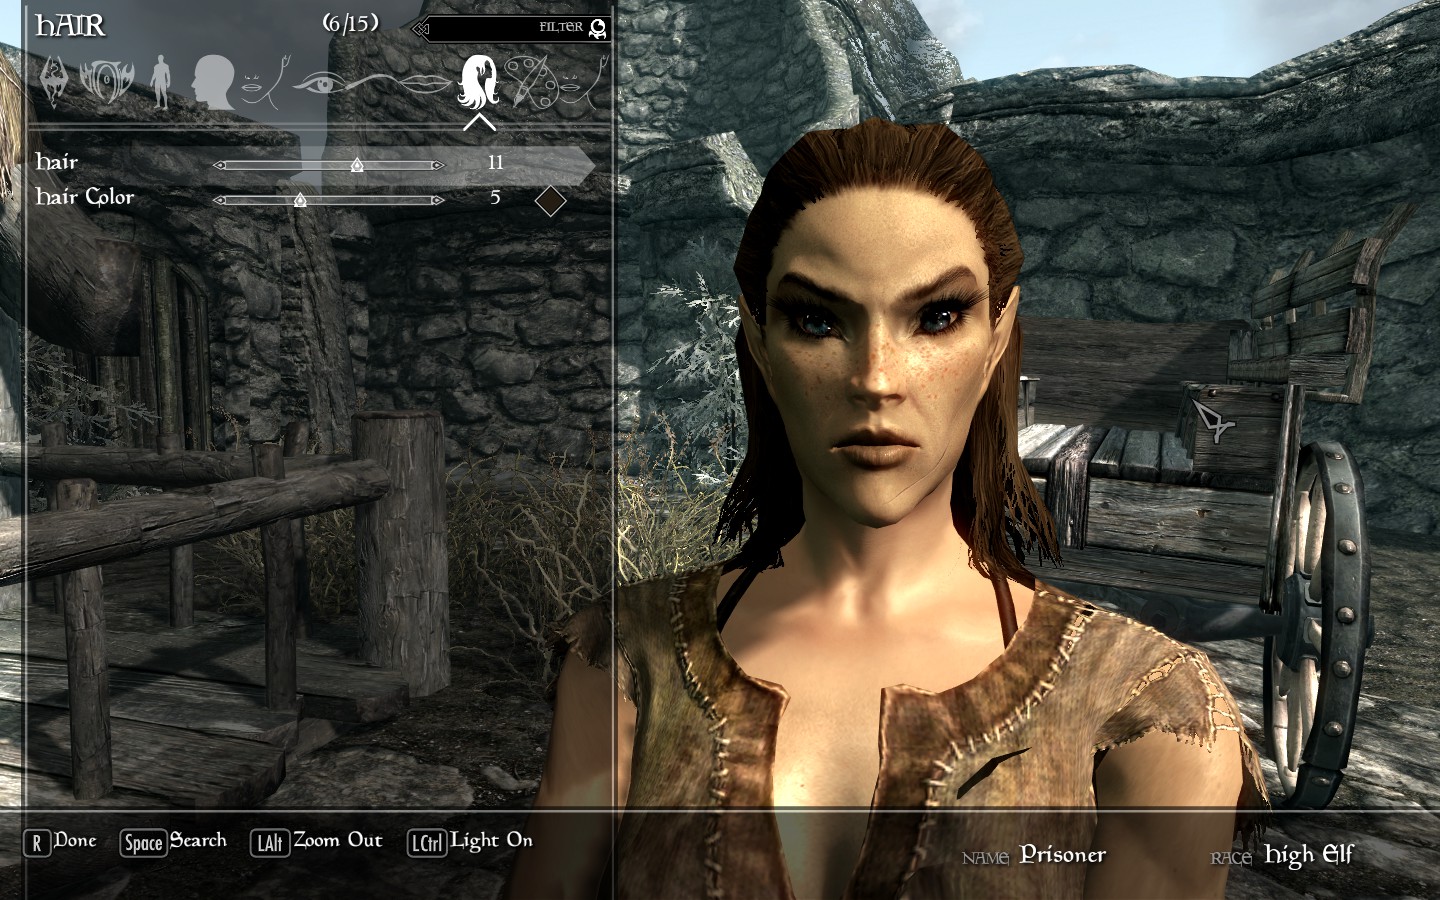 HAIR
(6/15)
FILTER
Hair 11
Hair Color 5
R Done Space Search LAlt Zoom Out LCtrl Light On
NAME Prisoner RACE High Elf